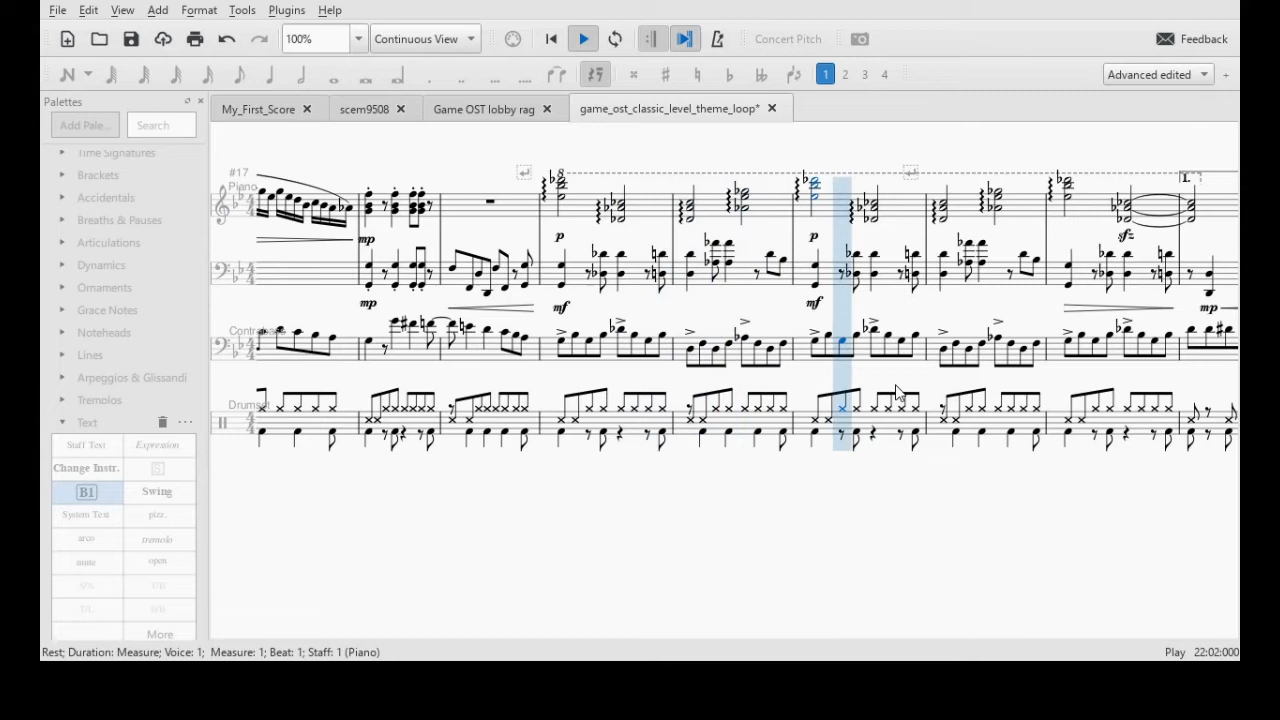 File Edit View Add Format Tools Plugins Help
100% Continuous View Concert Pitch Feedback
1 2 3 4 Advanced edited +
Palettes
My_First_Score scem9508 Game OST lobby rag game_ost_classic_level_theme_loop*
Add Pale... Search
Time Signatures
Brackets
Accidentals
Breaths & Pauses
Articulations
Dynamics
Ornaments
Grace Notes
Noteheads
Lines
Arpeggios & Glissandi
Tremolos
Text ...
Staff Text Expression
Change Instr. S
B1 Swing
System Text pizz.
arco tremolo
mute open
More
#17
Piano
8
1.
mp p p sfz
mp mf mf mp
Drumset
Rest; Duration: Measure; Voice: 1; Measure: 1; Beat: 1; Staff: 1 (Piano) Play 22:02:000